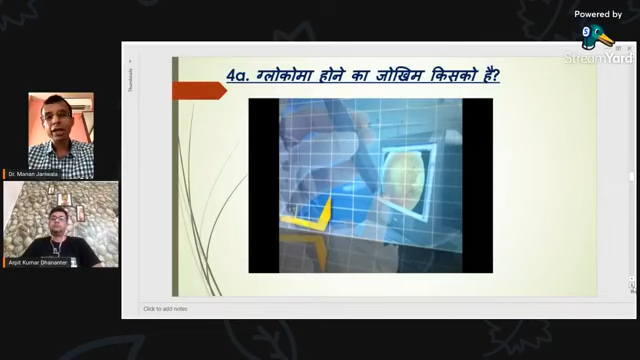 Powered by
StreamYard
4a. ग्लोकोमा होने का जोखिम किसको है?
Thumbnails
Dr. Manan Jariwala
Arpit Kumar Dhananter
Click to add notes